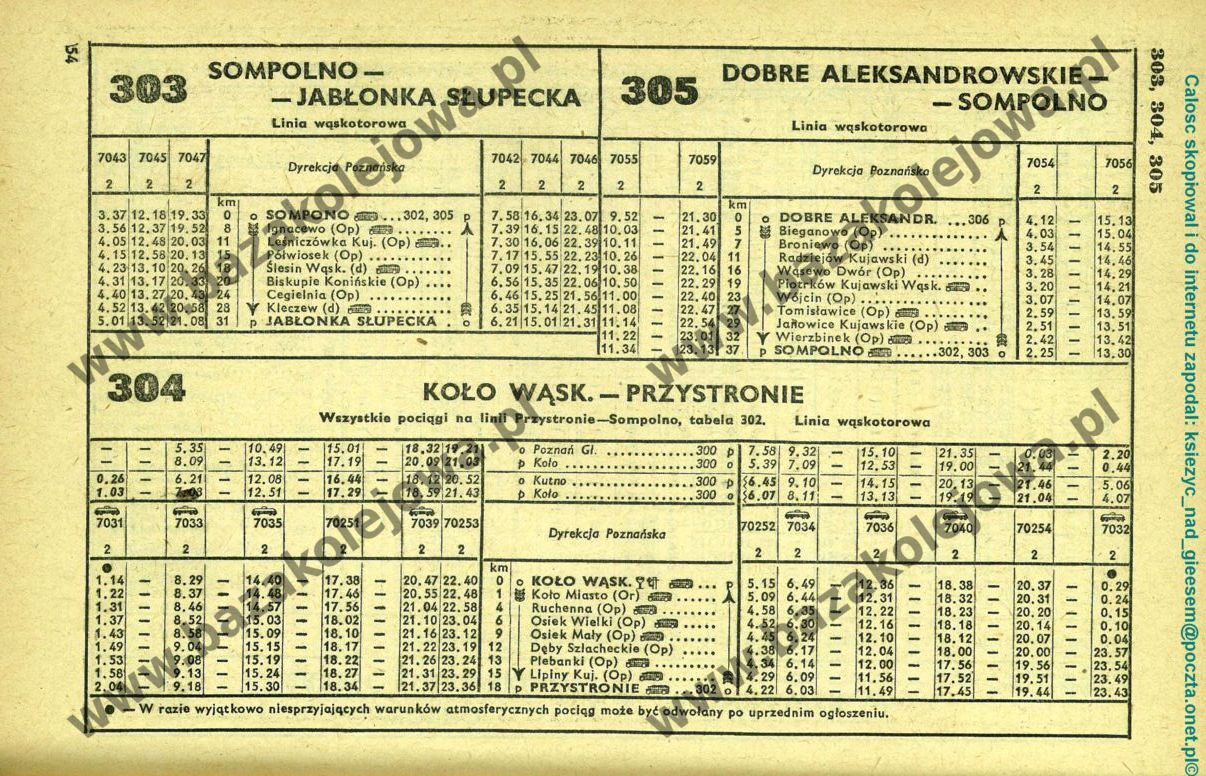 54
303 SOMPOLNO —
— JABŁONKA SŁUPECKA
Linia wąskotorowa
7043 7045 7047 Dyrekcja Poznańska 7042 7044 7046
2 2 2 2 2 2
km
3.37 12.18 19.33 0 o SOMPONO ...302, 305 p 7.58 16.34 23.07
3.56 12.37 19.52 8 Ignacewo (Op) 7.39 16.15 22.48
4.05 12.48 20.03 11 Leśniczówka Kuj. (Op) 7.30 16.06 22.39
4.15 12.58 20.13 15 Półwiosek (Op) 7.17 15.55 22.23
4.23 13.10 20.26 18 Ślesin Wąsk. (d) 7.09 15.47 22.19
4.31 13.17 20.33 20 Biskupie Konińskie (Op) 6.56 15.35 22.06
4.40 13.27 20.43 24 Cegielnia (Op) 6.46 15.25 21.56
4.52 13.42 20.58 28 Kleczew (d) 6.35 15.14 21.45
5.01 13.52 21.08 31 p JABŁONKA SŁUPECKA o 6.21 15.01 21.31
305 DOBRE ALEKSANDROWSKIE —
— SOMPOLNO
Linia wąskotorowa
7055 7059 Dyrekcja Poznańska 7054 7056
2 2 2 2
km
9.52 — 21.30 0 o DOBRE ALEKSANDR. ...306 p 4.12 — 15.13
10.03 — 21.41 5 Bieganowo (Op) 4.03 — 15.04
10.11 — 21.49 7 Broniewo (Op) 3.54 — 14.55
10.26 — 22.04 11 Radziejów Kujawski (d) 3.45 — 14.46
10.38 — 22.16 16 Wąsewo Dwór (Op) 3.28 — 14.29
10.50 — 22.29 19 Piotrków Kujawski Wąsk. 3.20 — 14.21
11.00 — 22.40 23 Wójcin (Op) 3.07 — 14.07
11.08 — 22.47 27 Tomisławice (Op) 2.59 — 13.59
11.14 — 22.54 29 Janowice Kujawskie (Op) 2.51 — 13.51
11.22 — 23.01 32 Wierzbinek (Op) 2.42 — 13.42
11.34 — 23.13 37 p SOMPOLNO ......302, 303 o 2.25 — 13.30
303, 304, 305
304 KOŁO WĄSK. — PRZYSTRONIE
Wszystkie pociągi na linii Przystronie—Sompolno, tabela 302. Linia wąskotorowa
— — 5.35 — 10.49 — 15.01 — 18.32 19.21 o Poznań Gł. 300 p 7.58 9.32 — 15.10 — 21.35 — 0.03 — 2.20
— — 8.09 — 13.12 — 17.19 — 20.09 21.03 p Koło 300 o 5.39 7.09 — 12.53 — 19.00 — 21.44 — 0.44
0.26 — 6.21 — 12.08 — 16.44 — 18.12 20.52 o Kutno 300 p 6.45 9.10 — 14.15 — 20.13 — 21.46 — 5.06
1.03 — 7.03 — 12.51 — 17.29 — 18.59 21.43 p Koło 300 o 6.07 8.11 — 13.13 — 19.19 — 21.04 — 4.07
7031 7033 7035 70251 7039 70253 Dyrekcja Poznańska 70252 7034 7036 7040 70254 7032
2 2 2 2 2 2 2 2 2 2 2 2
km
1.14 — 8.29 — 14.40 — 17.38 — 20.47 22.40 0 o KOŁO WĄSK. p 5.15 6.49 — 12.36 — 18.38 — 20.37 — 0.29
1.22 — 8.37 — 14.48 — 17.46 — 20.55 22.48 1 Koło Miasto (Or) 5.09 6.44 — 12.31 — 18.32 — 20.31 — 0.24
1.31 — 8.46 — 14.57 — 17.56 — 21.04 22.58 4 Ruchenna (Op) 4.58 6.35 — 12.22 — 18.23 — 20.20 — 0.15
1.37 — 8.52 — 15.03 — 18.02 — 21.10 23.04 6 Osiek Wielki (Op) 4.52 6.30 — 12.16 — 18.18 — 20.14 — 0.10
1.43 — 8.58 — 15.09 — 18.10 — 21.16 23.12 9 Osiek Mały (Op) 4.45 6.24 — 12.10 — 18.12 — 20.07 — 0.04
1.49 — 9.04 — 15.15 — 18.17 — 21.22 23.19 12 Dęby Szlacheckie (Op) 4.38 6.17 — 12.04 — 18.00 — 20.00 — 23.57
1.53 — 9.08 — 15.19 — 18.22 — 21.26 23.24 13 Plebanki (Op) 4.34 6.14 — 12.00 — 17.56 — 19.56 — 23.54
1.58 — 9.13 — 15.24 — 18.27 — 21.31 23.29 15 Lipiny Kuj. (Op) 4.29 6.09 — 11.56 — 17.52 — 19.51 — 23.49
2.04 — 9.18 — 15.30 — 18.34 — 21.37 23.36 18 p PRZYSTRONIE ...302 o 4.22 6.03 — 11.49 — 17.45 — 19.44 — 23.43
● — W razie wyjątkowo niesprzyjających warunków atmosferycznych pociąg może być odwołany po uprzednim ogłoszeniu.
www.bazakolejowa.pl
www.bazakolejowa.pl
www.bazakolejowa.pl
www.bazakolejowa.pl
Calosc skopiowal i do internetu zapodal: ksiezyc_nad_gieesem@poczta.onet.pl©